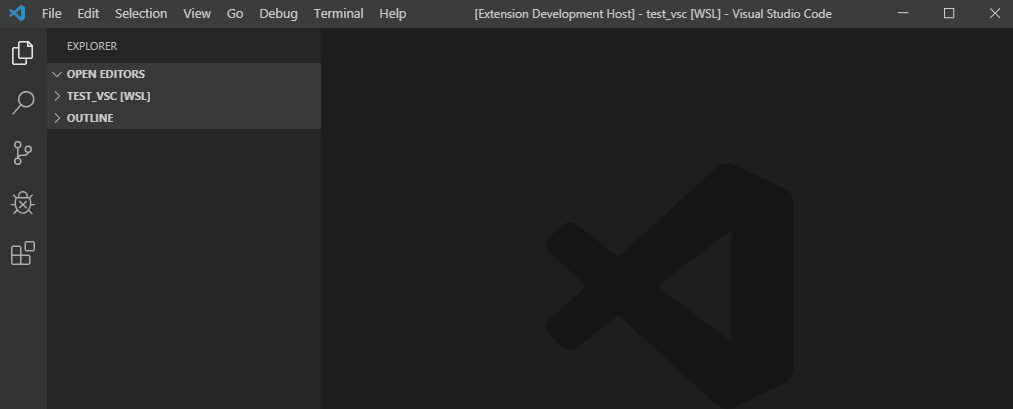 File Edit Selection View Go Debug Terminal Help [Extension Development Host] - test_vsc [WSL] - Visual Studio Code
EXPLORER
OPEN EDITORS
TEST_VSC [WSL]
OUTLINE